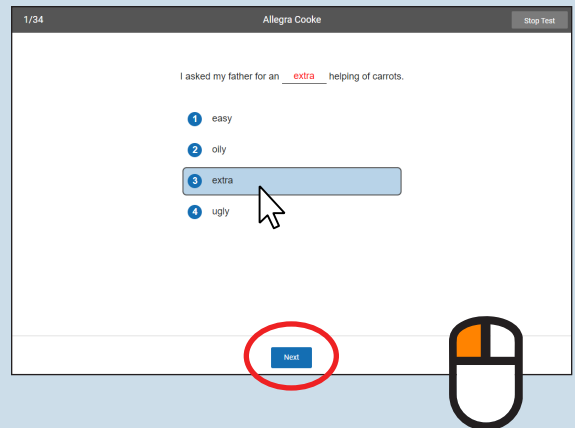 1/34 Allegra Cooke Stop Test
I asked my father for an extra helping of carrots.
1 easy
2 oily
3 extra
4 ugly
Next